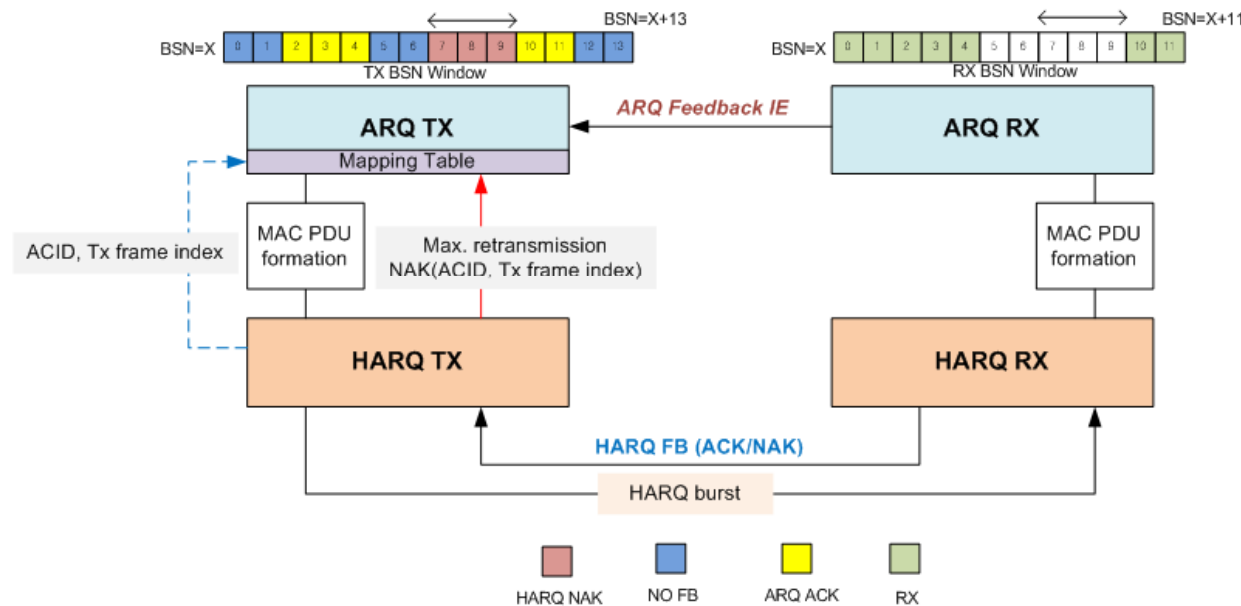 BSN=X+13
BSN=X+11
BSN=X 0 1 2 3 4 5 6 7 8 9 10 11 12 13
BSN=X 0 1 2 3 4 5 6 7 8 9 10 11
TX BSN Window
RX BSN Window
ARQ Feedback IE
ARQ TX
ARQ RX
Mapping Table
ACID, Tx frame index
MAC PDU
formation
Max. retransmission
NAK(ACID, Tx frame index)
MAC PDU
formation
HARQ TX
HARQ RX
HARQ FB (ACK/NAK)
HARQ burst
HARQ NAK
NO FB
ARQ ACK
RX